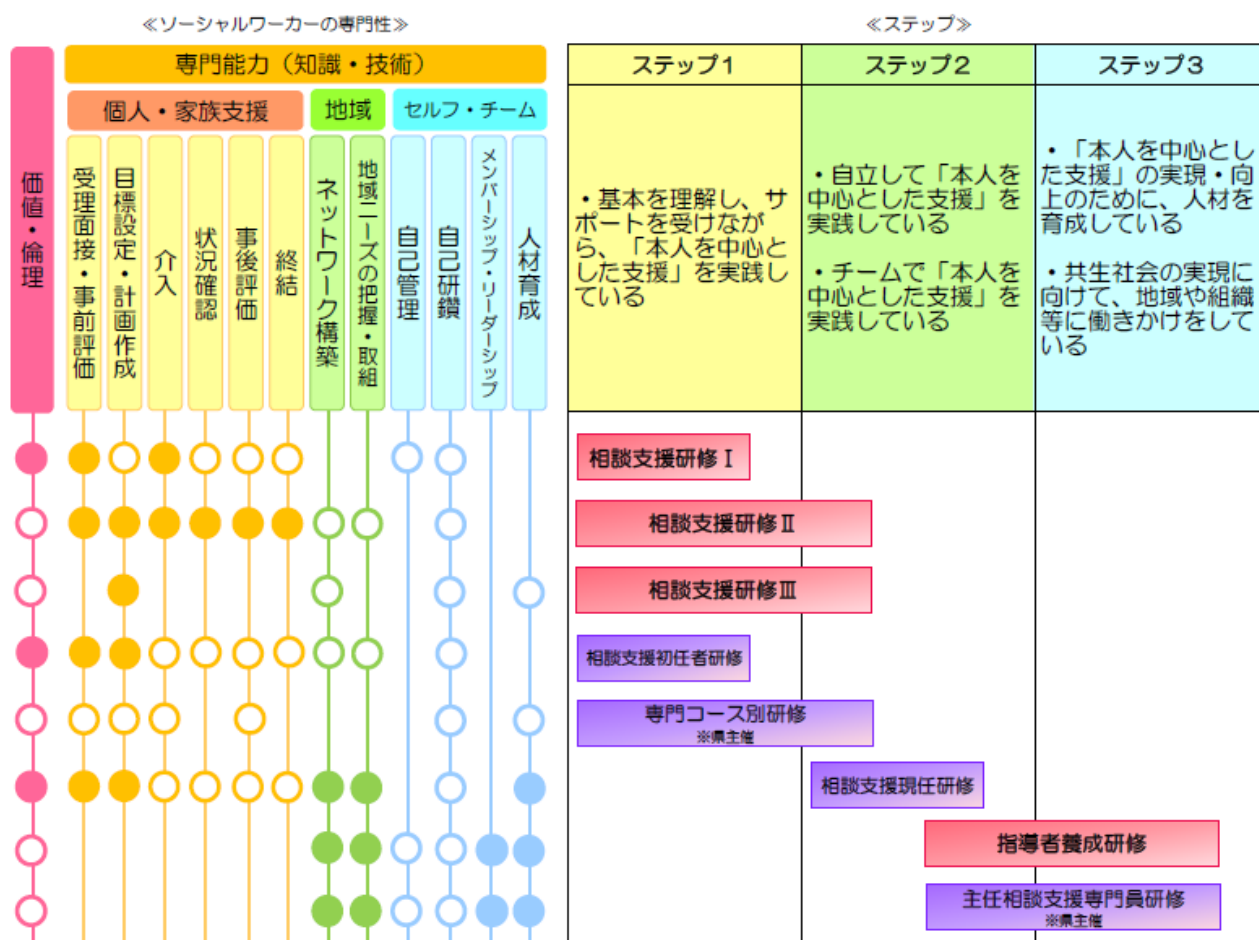 ≪ソーシャルワーカーの専門性≫
≪ステップ≫
価値・倫理
専門能力（知識・技術）
個人・家族支援
地域
セルフ・チーム
受理面接・事前評価
目標設定・計画作成
介入
状況確認
事後評価
終結
ネットワーク構築
地域ニーズの把握・取組
自己管理
自己研鑽
メンバーシップ・リーダーシップ
人材育成
ステップ１
ステップ２
ステップ３
・基本を理解し、サ
ポートを受けなが
ら、「本人を中心と
した支援」を実践し
ている
・自立して「本人を
中心とした支援」を
実践している
・チームで「本人を
中心とした支援」を
実践している
・「本人を中心とし
た支援」の実現・向
上のために、人材を
育成している
・共生社会の実現に
向けて、地域や組織
等に働きかけをして
いる
相談支援研修Ⅰ
相談支援研修Ⅱ
相談支援研修Ⅲ
相談支援初任者研修
専門コース別研修
※県主催
相談支援現任研修
指導者養成研修
主任相談支援専門員研修
※県主催